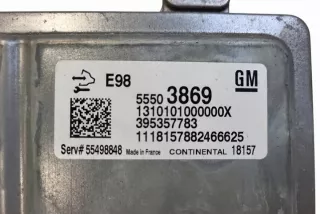 E98
GM
5550 3869
1310101000000X
395357783
1118157882466625
Serv# 55498848 Made in France CONTINENTAL 18157